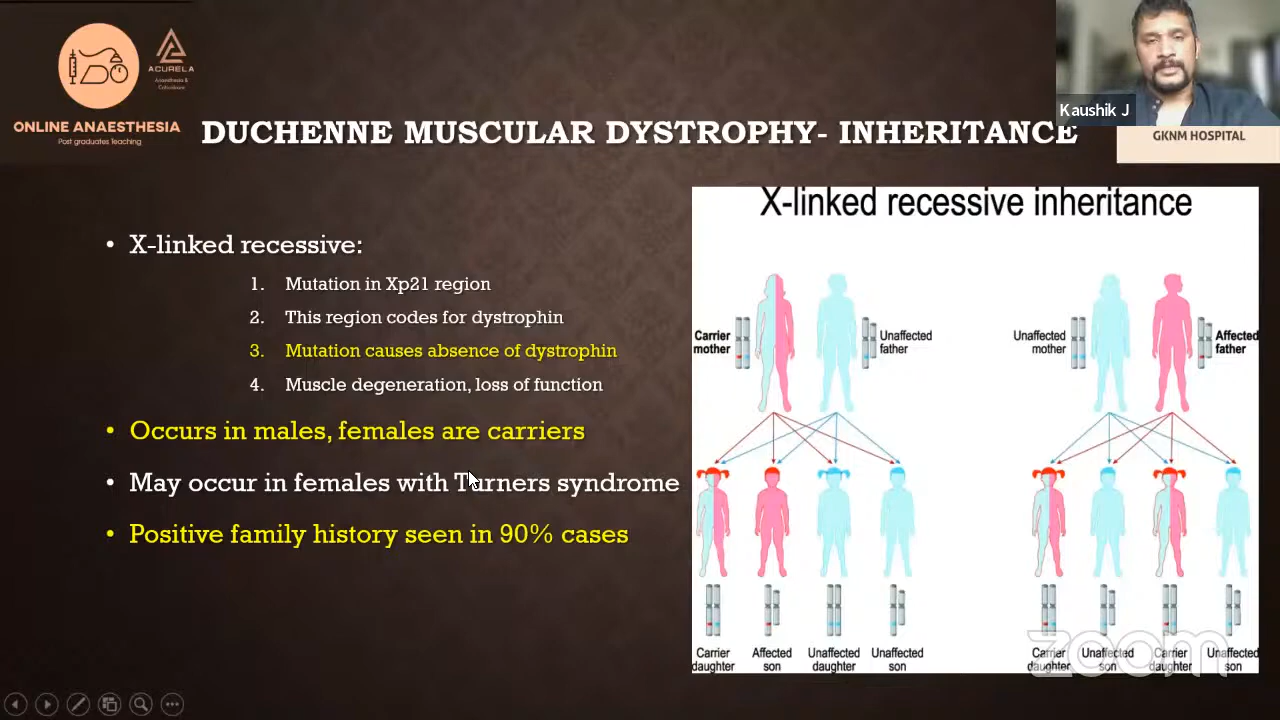 ACURELA
Anaesthesia &
ONLINE ANAESTHESIA
Post graduates Teaching
Kaushik J
GKNM HOSPITAL
DUCHENNE MUSCULAR DYSTROPHY- INHERITANCE
• X-linked recessive:
1. Mutation in Xp21 region
2. This region codes for dystrophin
3. Mutation causes absence of dystrophin
4. Muscle degeneration, loss of function
• Occurs in males, females are carriers
• May occur in females with Turners syndrome
• Positive family history seen in 90% cases
X-linked recessive inheritance
Carrier mother
Unaffected father
Unaffected mother
Affected father
Carrier daughter
Affected son
Unaffected daughter
Unaffected son
Carrier daughter
Unaffected son
Carrier daughter
Unaffected son
zoom